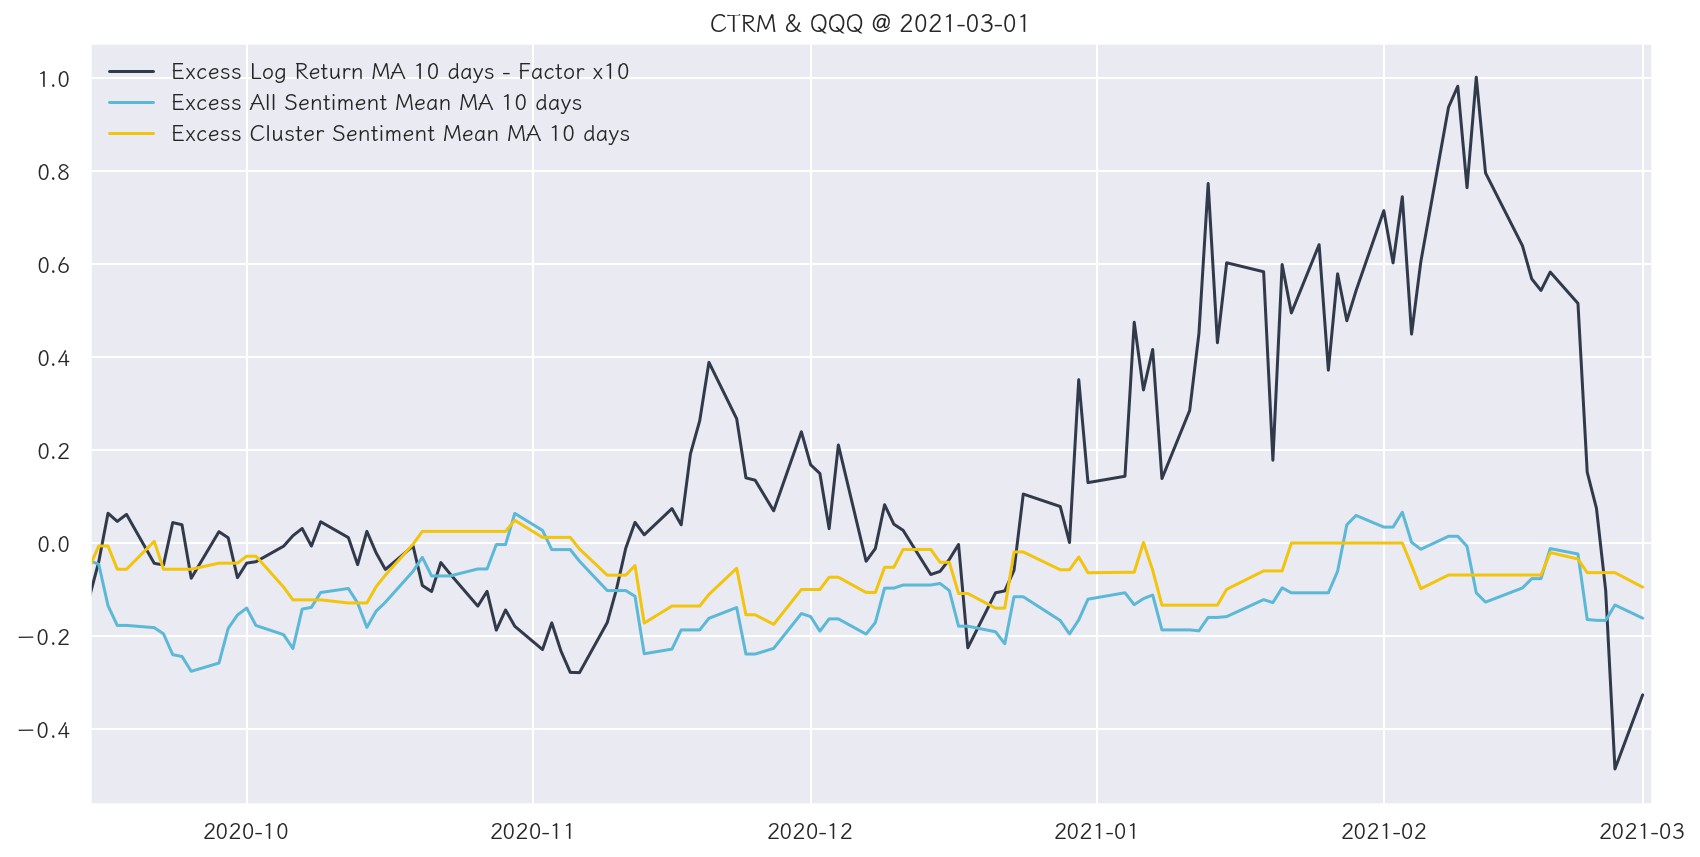 CTRM & QQQ @ 2021-03-01
Excess Log Return MA 10 days - Factor x10
Excess All Sentiment Mean MA 10 days
Excess Cluster Sentiment Mean MA 10 days
1.0
0.8
0.6
0.4
0.2
0.0
−0.2
−0.4
2020-10 2020-11 2020-12 2021-01 2021-02 2021-03